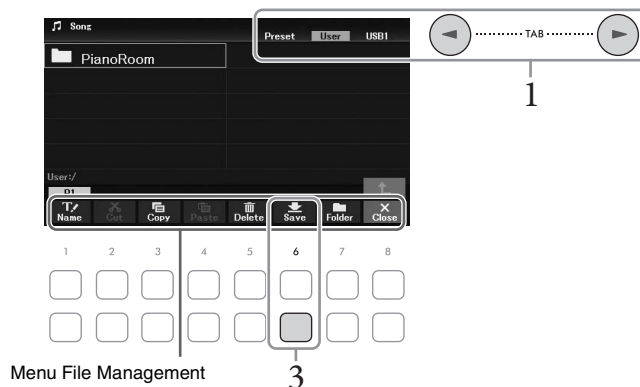 Song
Preset User USB1
TAB
PianoRoom
1
User:/
P1
Name Cut Copy Paste Delete Save Folder Close
1 2 3 4 5 6 7 8
Menu File Management
3